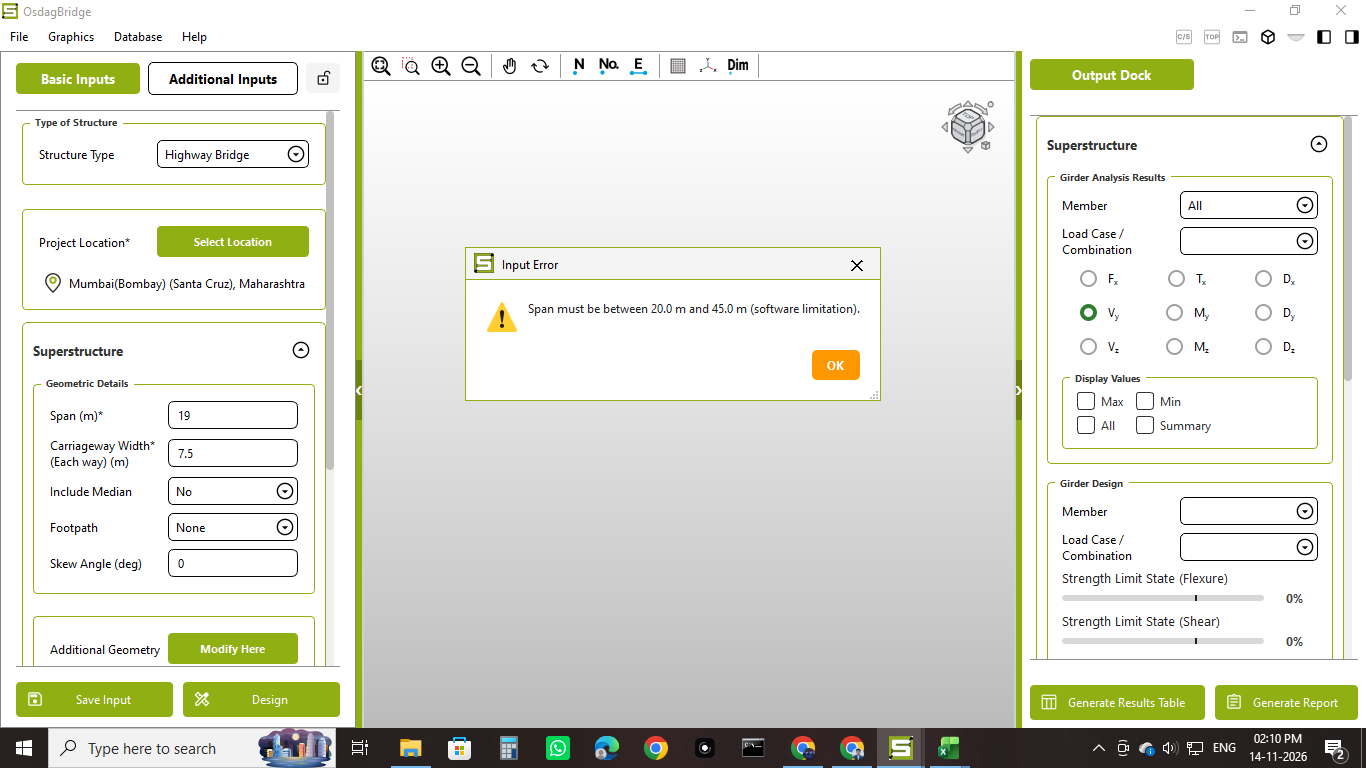 OsdagBridge
File Graphics Database Help
C/S TOP
Basic Inputs Additional Inputs
N No. E Dim
Output Dock
Type of Structure
Structure Type Highway Bridge
Project Location* Select Location
Mumbai(Bombay) (Santa Cruz), Maharashtra
Superstructure
Geometric Details
Span (m)* 19
Carriageway Width*
(Each way) (m) 7.5
Include Median No
Footpath None
Skew Angle (deg) 0
Additional Geometry Modify Here
Save Input Design
Input Error
Span must be between 20.0 m and 45.0 m (software limitation).
OK
Superstructure
Girder Analysis Results
Member All
Load Case /
Combination
Fx Tx Dx
Vy My Dy
Vz Mz Dz
Display Values
Max Min
All Summary
Girder Design
Member
Load Case /
Combination
Strength Limit State (Flexure)
0%
Strength Limit State (Shear)
0%
Generate Results Table Generate Report
Type here to search
ENG
02:10 PM
14-11-2026
2